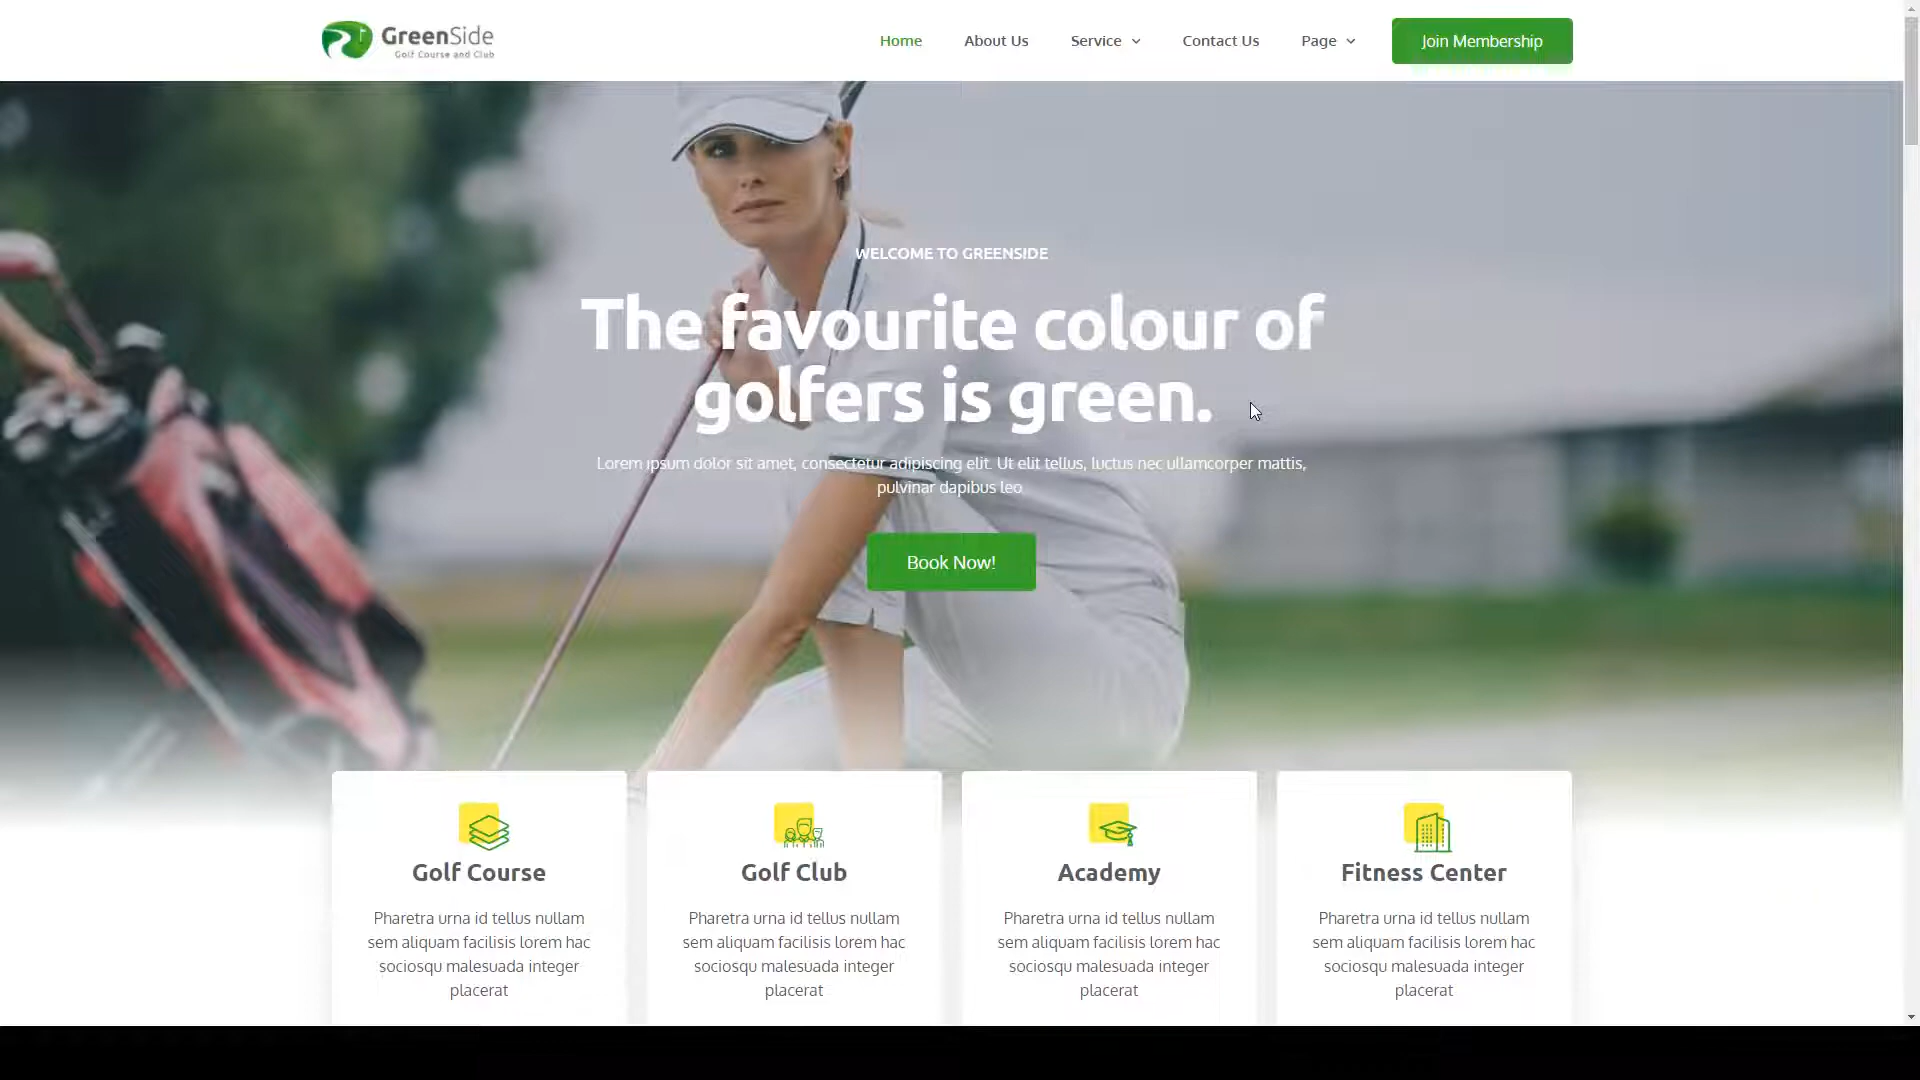 GreenSide
Golf Course and Club
Home About Us Service Contact Us Page Join Membership
WELCOME TO GREENSIDE
The favourite colour of
golfers is green.
Lorem ipsum dolor sit amet, consectetur adipiscing elit. Ut elit tellus, luctus nec ullamcorper mattis,
pulvinar dapibus leo
Book Now!
Golf Course
Pharetra urna id tellus nullam
sem aliquam facilisis lorem hac
sociosqu malesuada integer
placerat
Golf Club
Pharetra urna id tellus nullam
sem aliquam facilisis lorem hac
sociosqu malesuada integer
placerat
Academy
Pharetra urna id tellus nullam
sem aliquam facilisis lorem hac
sociosqu malesuada integer
placerat
Fitness Center
Pharetra urna id tellus nullam
sem aliquam facilisis lorem hac
sociosqu malesuada integer
placerat